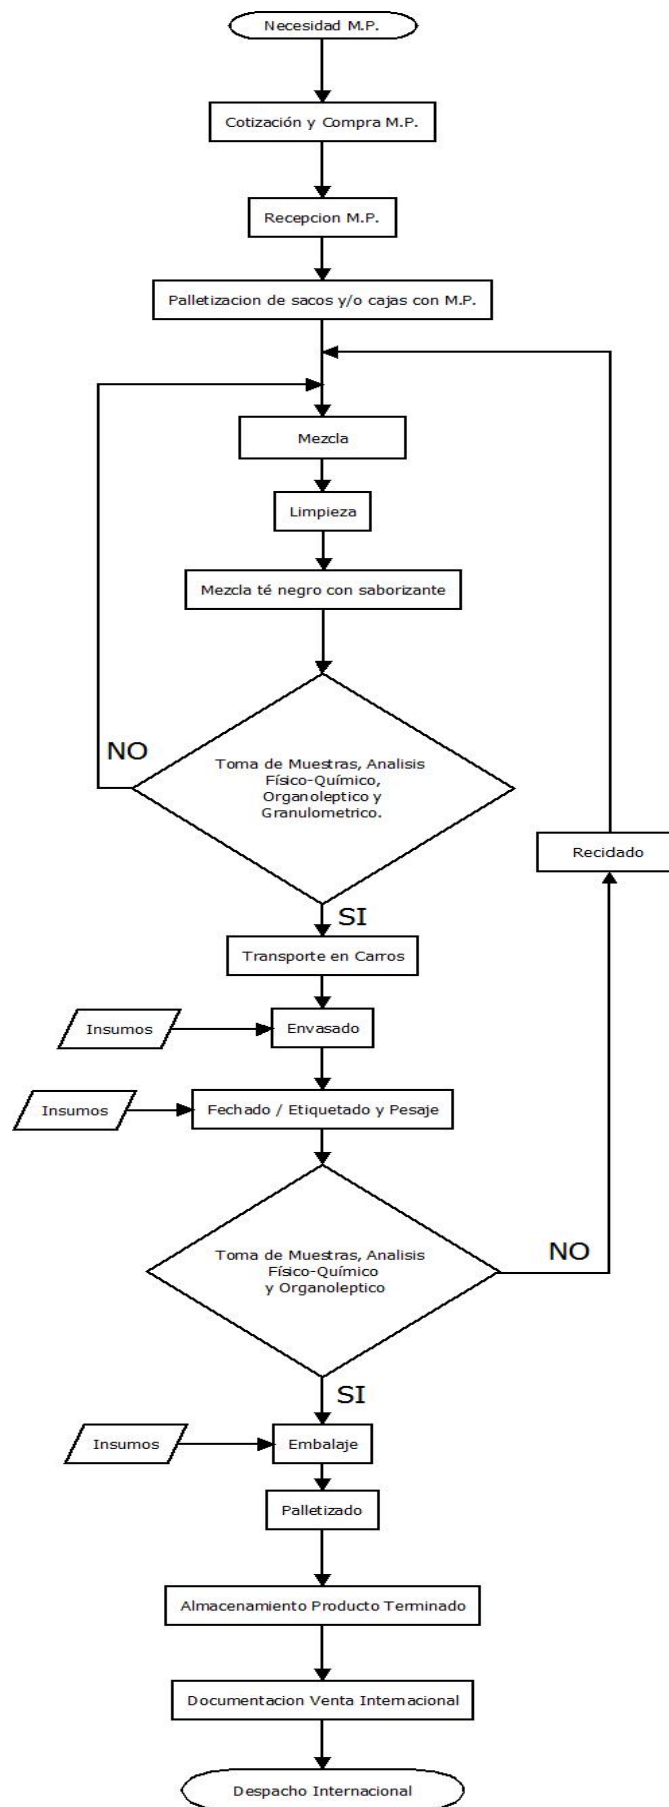 Necesidad M.P.
Cotización y Compra M.P.
Recepcion M.P.
Palletizacion de sacos y/o cajas con M.P.
Mezcla
Limpieza
Mezcla té negro con saborizante
NO
Toma de Muestras, Analisis
Físico-Químico,
Organoleptico y
Granulometrico.
Recidado
SI
Transporte en Carros
Insumos
Envasado
Insumos
Fechado / Etiquetado y Pesaje
Toma de Muestras, Analisis
Físico-Químico
y Organoleptico
NO
SI
Insumos
Embalaje
Palletizado
Almacenamiento Producto Terminado
Documentacion Venta Internacional
Despacho Internacional